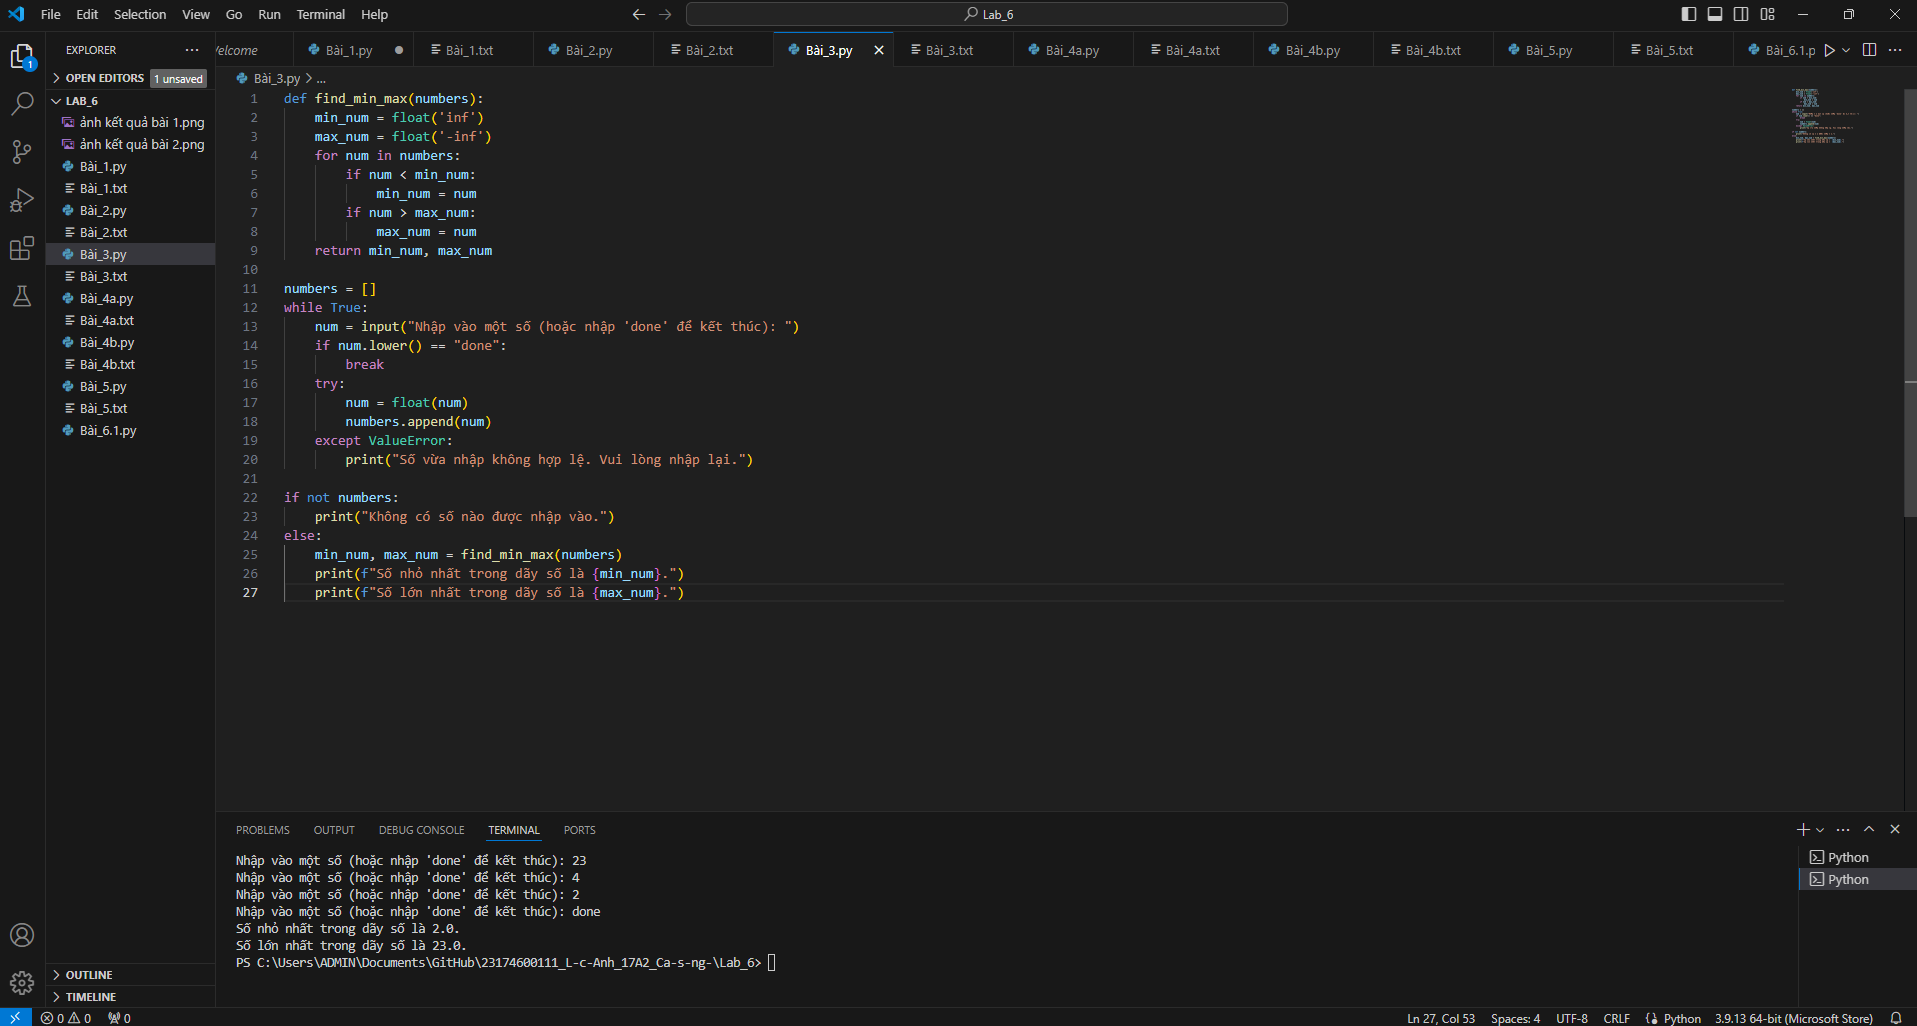 File Edit Selection View Go Run Terminal Help
Lab_6
EXPLORER
Welcome Bài_1.py Bài_1.txt Bài_2.py Bài_2.txt Bài_3.py Bài_3.txt Bài_4a.py Bài_4a.txt Bài_4b.py Bài_4b.txt Bài_5.py Bài_5.txt Bài_6.1.p
1
OPEN EDITORS 1 unsaved
LAB_6
ảnh kết quả bài 1.png
ảnh kết quả bài 2.png
Bài_1.py
Bài_1.txt
Bài_2.py
Bài_2.txt
Bài_3.py
Bài_3.txt
Bài_4a.py
Bài_4a.txt
Bài_4b.py
Bài_4b.txt
Bài_5.py
Bài_5.txt
Bài_6.1.py
OUTLINE
TIMELINE
Bài_3.py > ...
1 def find_min_max(numbers):
2     min_num = float('inf')
3     max_num = float('-inf')
4     for num in numbers:
5         if num < min_num:
6             min_num = num
7         if num > max_num:
8             max_num = num
9     return min_num, max_num
10
11 numbers = []
12 while True:
13     num = input("Nhập vào một số (hoặc nhập 'done' để kết thúc): ")
14     if num.lower() == "done":
15         break
16     try:
17         num = float(num)
18         numbers.append(num)
19     except ValueError:
20         print("Số vừa nhập không hợp lệ. Vui lòng nhập lại.")
21
22 if not numbers:
23     print("Không có số nào được nhập vào.")
24 else:
25     min_num, max_num = find_min_max(numbers)
26     print(f"Số nhỏ nhất trong dãy số là {min_num}.")
27     print(f"Số lớn nhất trong dãy số là {max_num}.")
PROBLEMS OUTPUT DEBUG CONSOLE TERMINAL PORTS
Nhập vào một số (hoặc nhập 'done' để kết thúc): 23
Nhập vào một số (hoặc nhập 'done' để kết thúc): 4
Nhập vào một số (hoặc nhập 'done' để kết thúc): 2
Nhập vào một số (hoặc nhập 'done' để kết thúc): done
Số nhỏ nhất trong dãy số là 2.0.
Số lớn nhất trong dãy số là 23.0.
PS C:\Users\ADMIN\Documents\GitHub\23174600111_L-c-Anh_17A2_Ca-s-ng-\Lab_6>
Python
Python
0 0 0
Ln 27, Col 53 Spaces: 4 UTF-8 CRLF Python 3.9.13 64-bit (Microsoft Store)